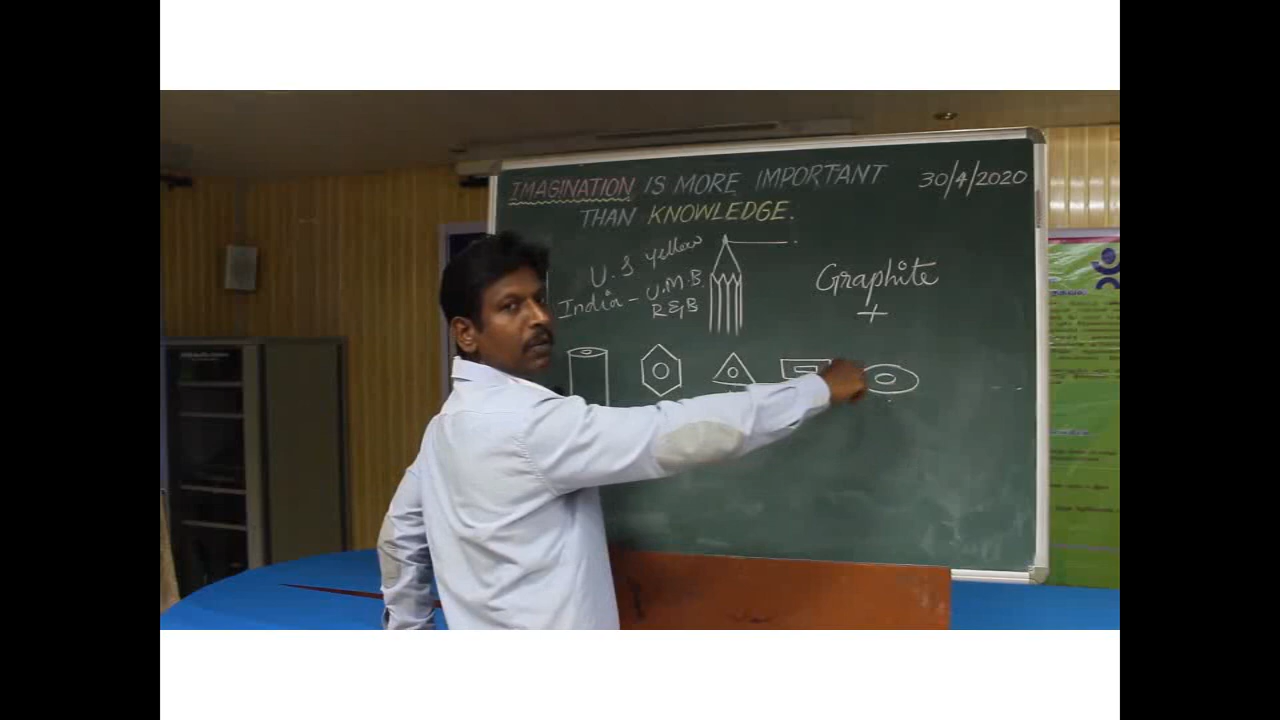 IMAGINATION IS MORE IMPORTANT
THAN KNOWLEDGE.
30/4/2020
U.S yellow
India - U.M.B.
R&B
Graphite
+